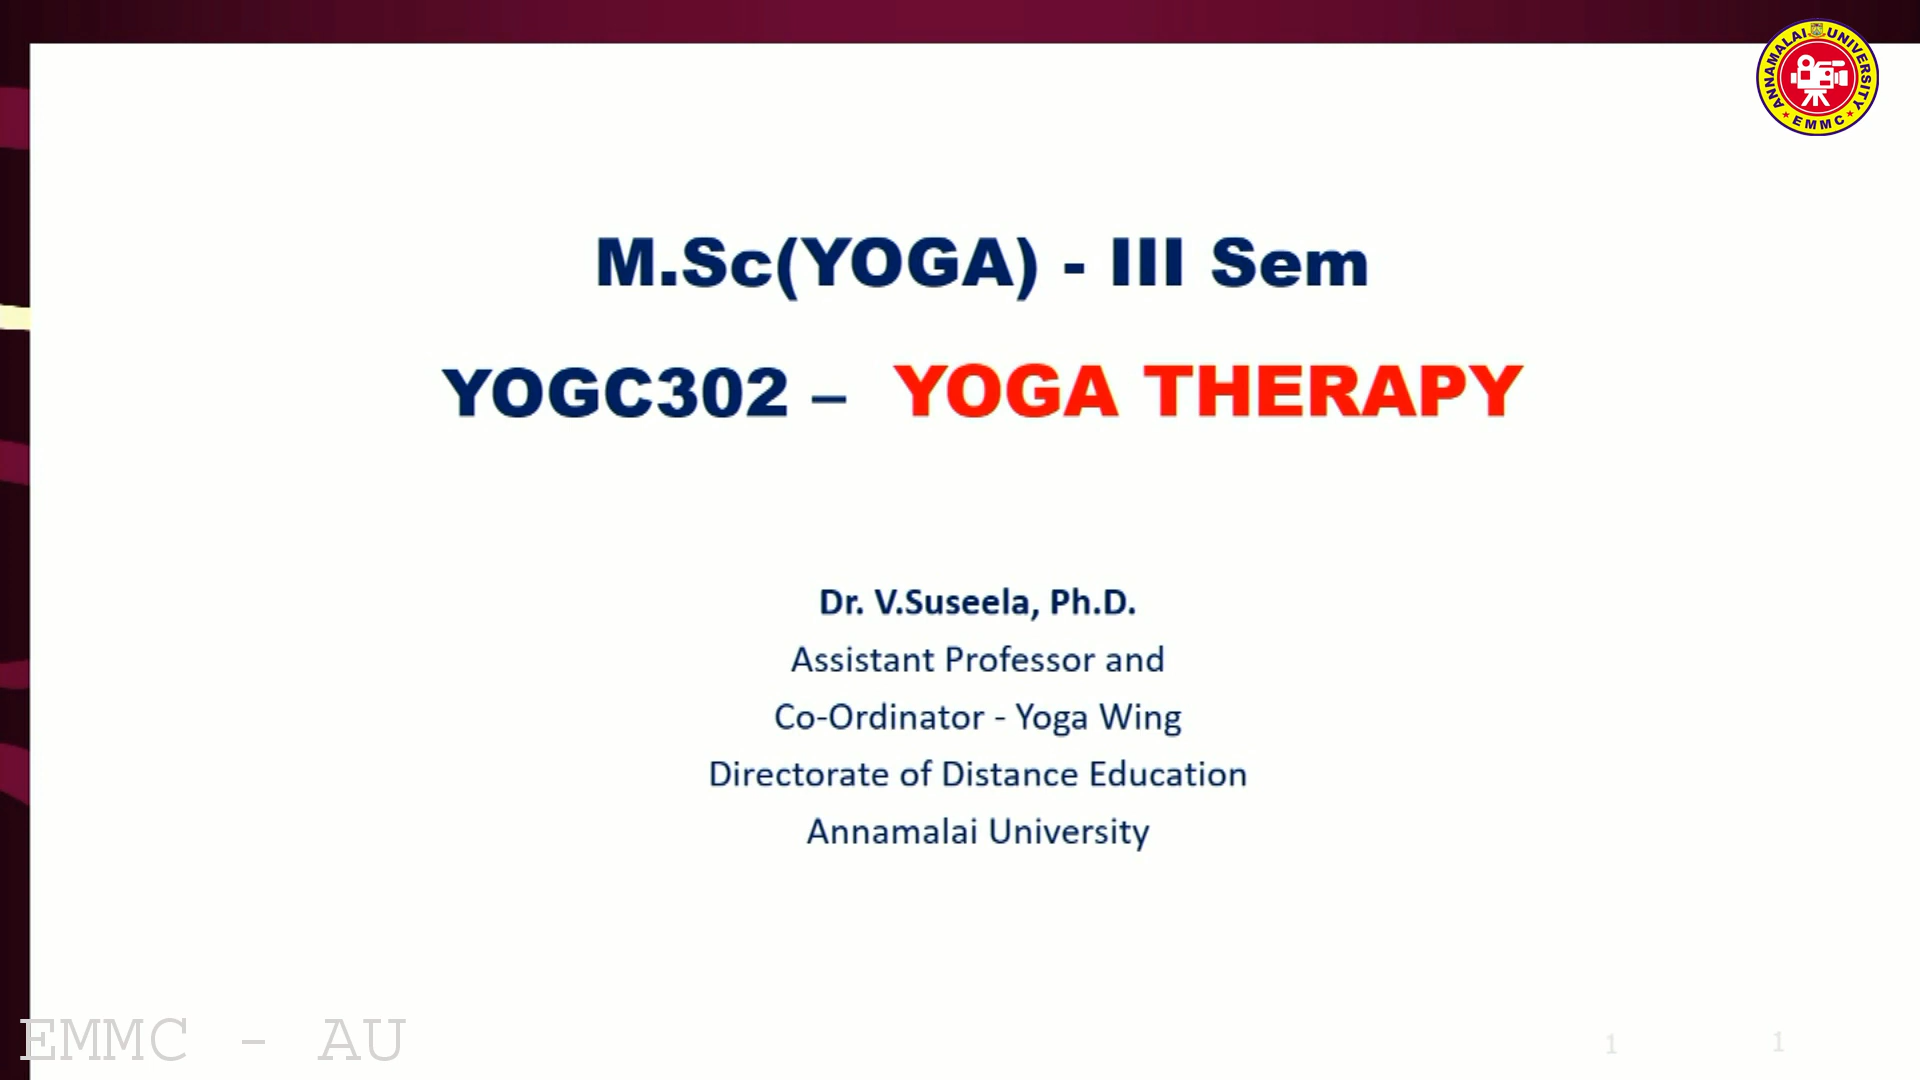 ANNAMALAI UNIVERSITY
EMMC
M.Sc(YOGA) - III Sem
YOGC302 – YOGA THERAPY
Dr. V.Suseela, Ph.D.
Assistant Professor and
Co-Ordinator - Yoga Wing
Directorate of Distance Education
Annamalai University
EMMC - AU
1 1